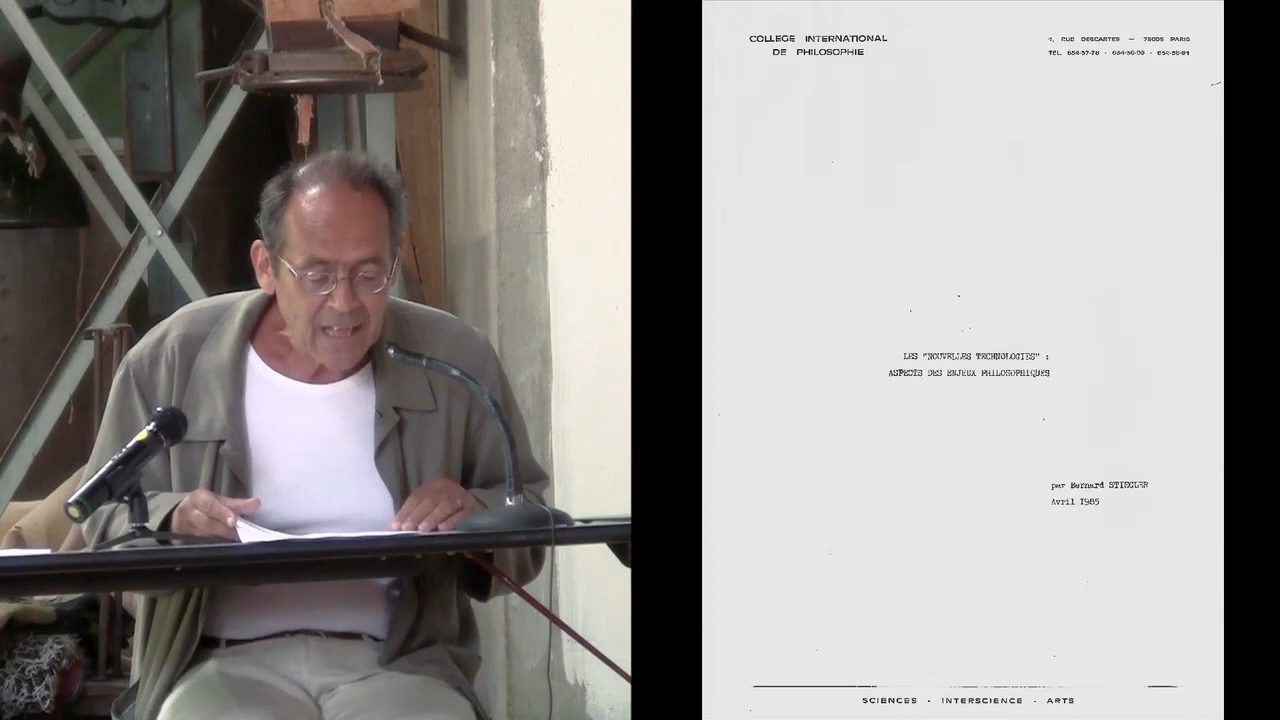 COLLEGE INTERNATIONAL
DE PHILOSOPHIE
1, RUE DESCARTES — 75005 PARIS
TEL.
LES "NOUVELLES TECHNOLOGIES" :
ASPECTS DES ENJEUX PHILOSOPHIQUES
par Bernard STIEGLER
Avril 1985
SCIENCES - INTERSCIENCE - ARTS